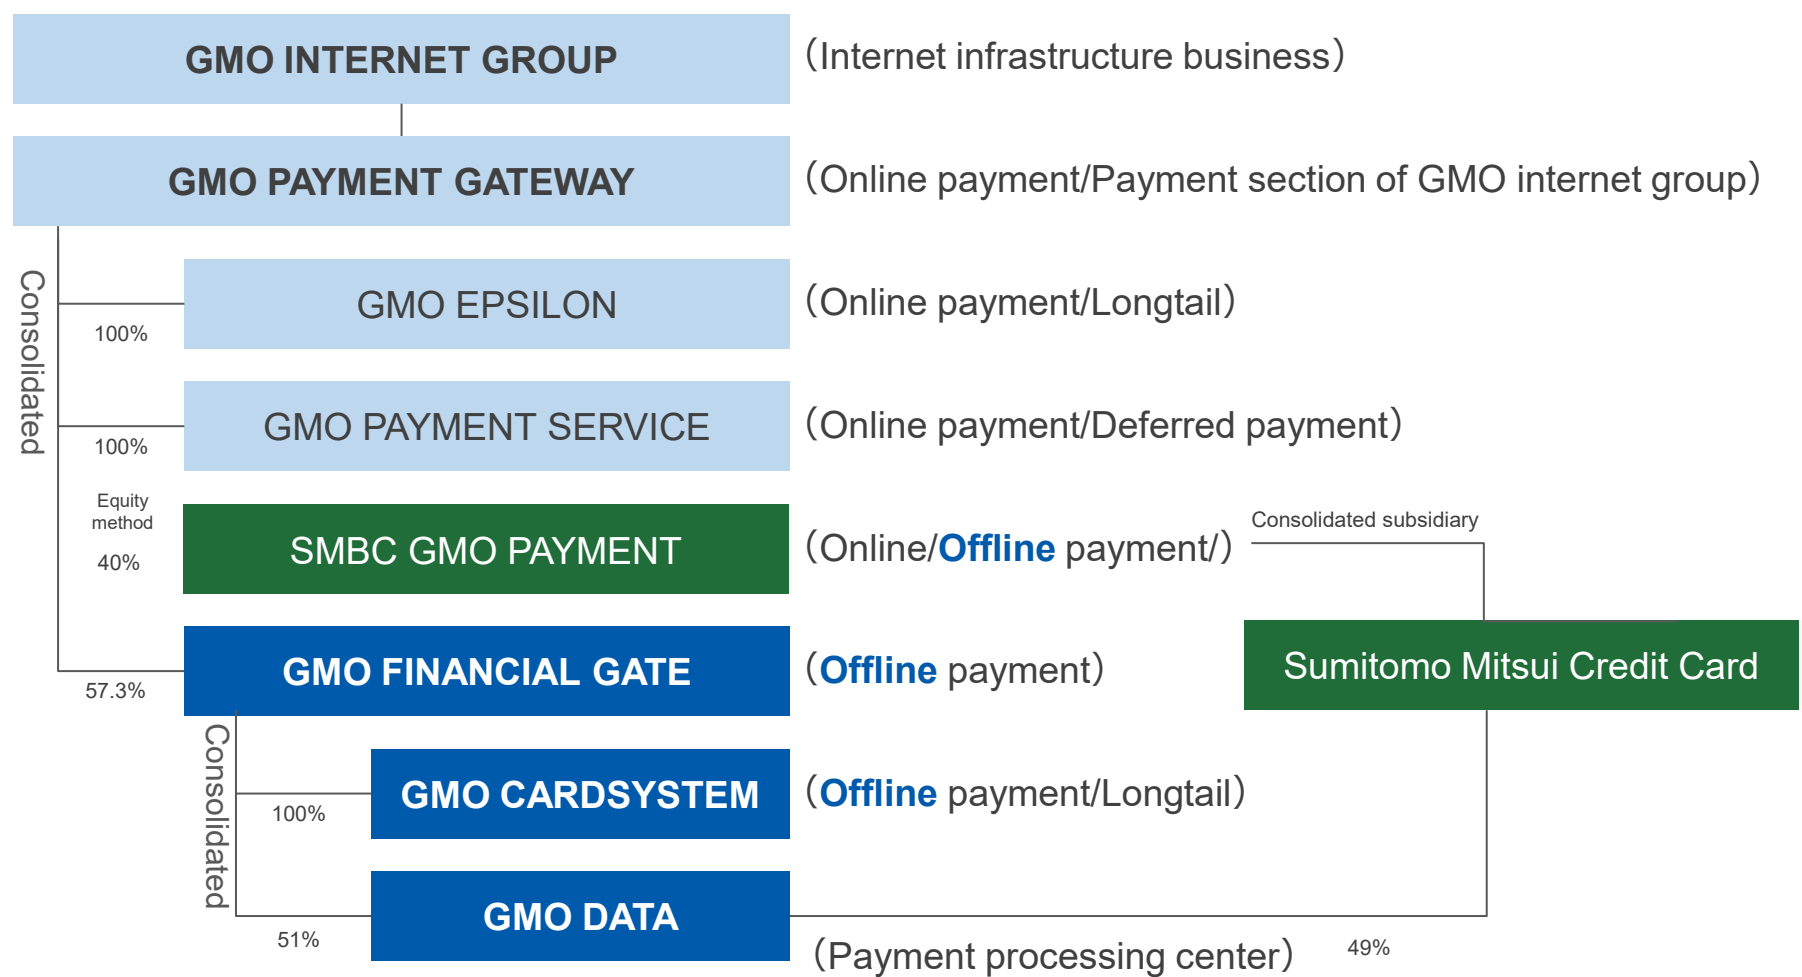 GMO INTERNET GROUP
（Internet infrastructure business）
GMO PAYMENT GATEWAY
（Online payment/Payment section of GMO internet group）
Consolidated
GMO EPSILON
（Online payment/Longtail）
100%
GMO PAYMENT SERVICE
（Online payment/Deferred payment）
100%
Equity
method
40%
SMBC GMO PAYMENT
（Online/Offline payment/）
Consolidated subsidiary
GMO FINANCIAL GATE
（Offline payment）
57.3%
Sumitomo Mitsui Credit Card
Consolidated
GMO CARDSYSTEM
（Offline payment/Longtail）
100%
GMO DATA
51%
（Payment processing center）
49%